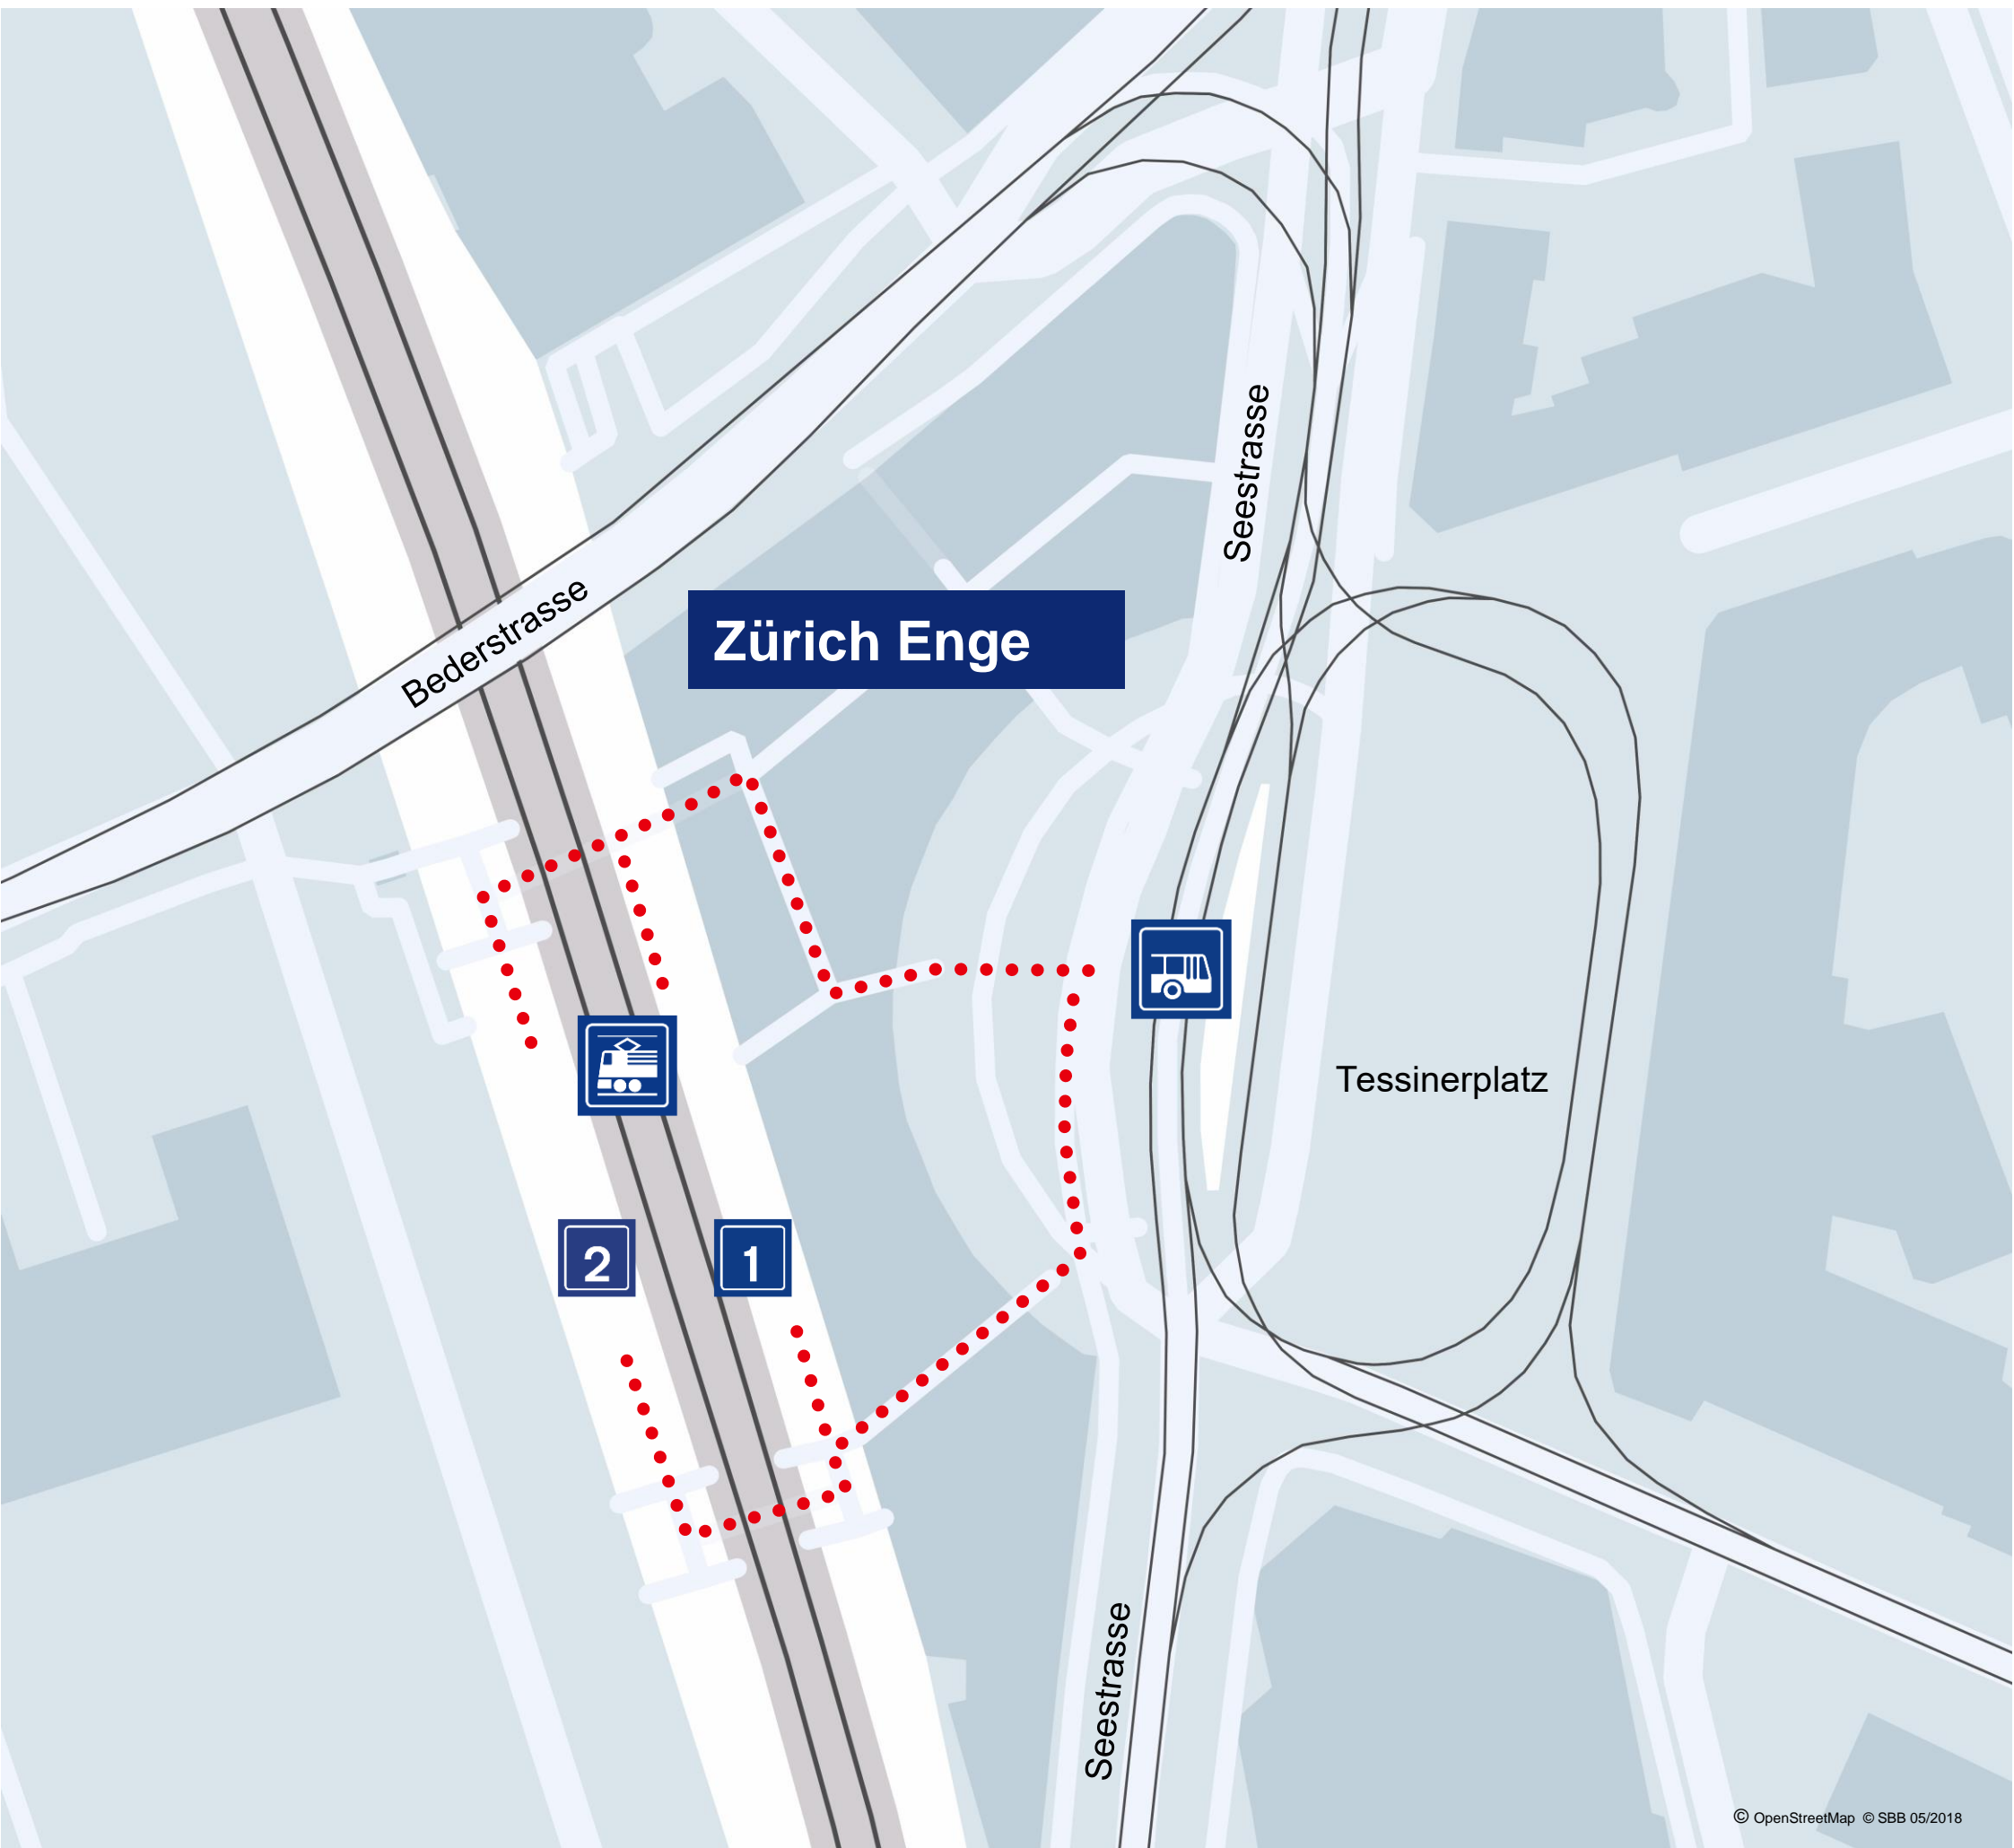 Seestrasse
Bederstrasse
Zürich Enge
Tessinerplatz
2
1
Seestrasse
© OpenStreetMap © SBB 05/2018